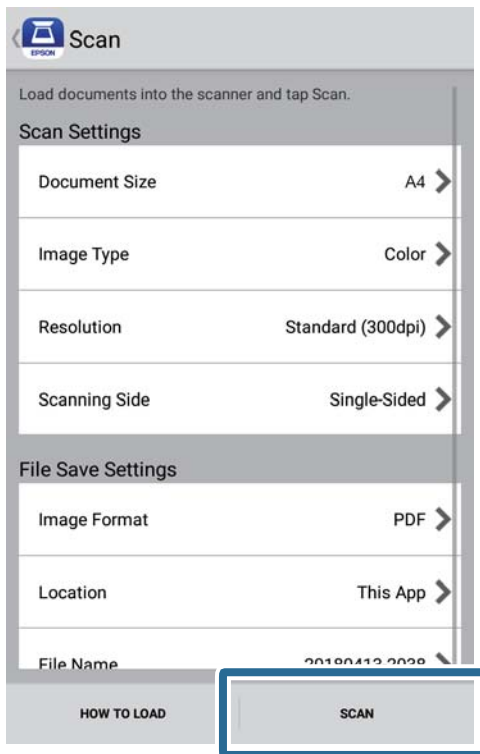 EPSON
Scan
Load documents into the scanner and tap Scan.
Scan Settings
Document Size A4
Image Type Color
Resolution Standard (300dpi)
Scanning Side Single-Sided
File Save Settings
Image Format PDF
Location This App
File Name 20180413 2038
HOW TO LOAD SCAN